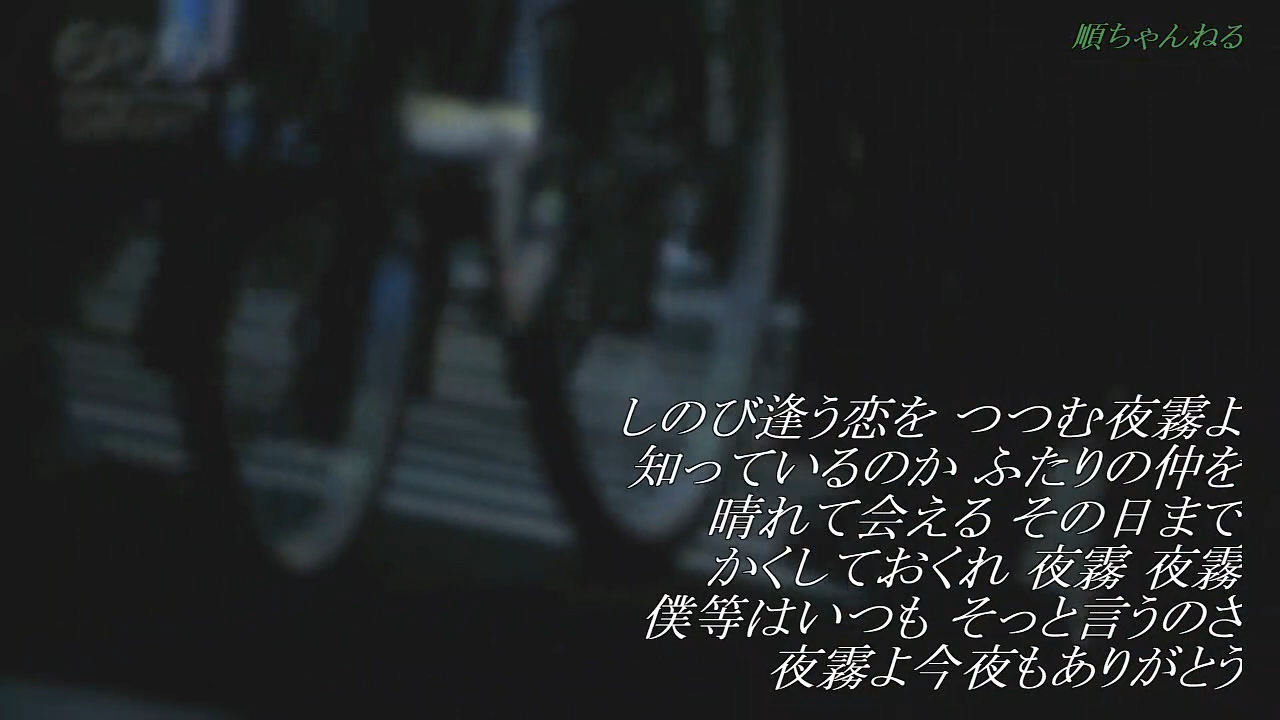 順ちゃんねる
しのび逢う恋を つつむ夜霧よ
知っているのか ふたりの仲を
晴れて会える その日まで
かくしておくれ 夜霧 夜霧
僕等はいつも そっと言うのさ
夜霧よ今夜もありがとう